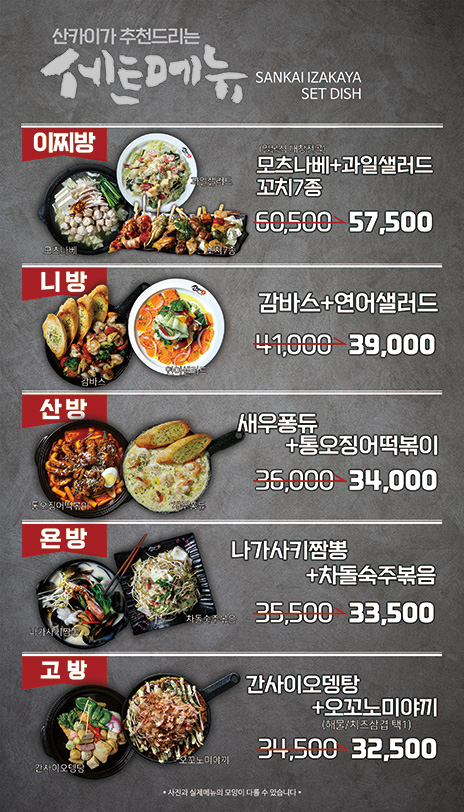 산카이가 추천드리는
세트메뉴
SANKAI IZAKAYA
SET DISH
이찌방
(일본식 대창전골)
모츠나베+과일샐러드
꼬치7종
60,500 57,500
과일샐러드
모츠나베
꼬치7종
니방
감바스+연어샐러드
41,000 39,000
감바스
연어샐러드
산방
새우퐁듀
+통오징어떡볶이
36,000 34,000
통오징어떡볶이
새우퐁듀
욘방
나가사키짬뽕
+차돌숙주볶음
35,500 33,500
나가사키짬뽕
차돌숙주볶음
고방
간사이오뎅탕
+오꼬노미야끼
(해물/치즈삼겹 택1)
34,500 32,500
간사이오뎅탕
오꼬노미야끼
• 사진과 실제메뉴의 모양이 다를 수 있습니다 •